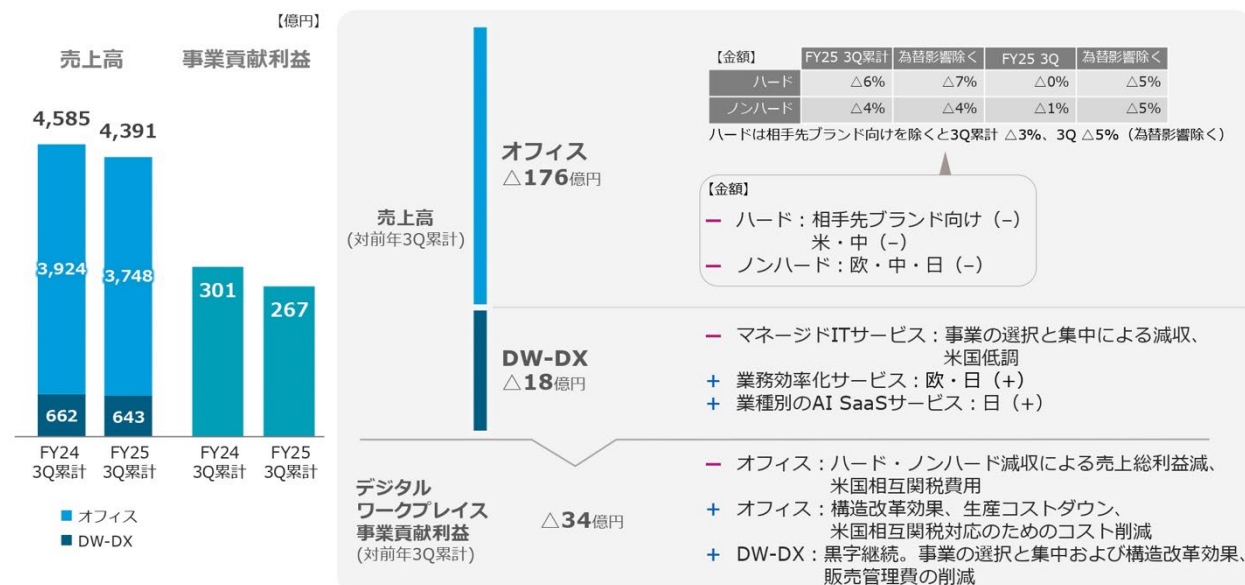 【億円】
売上高
事業貢献利益
4,585
4,391
3,924
3,748
662
643
301
267
FY24
3Q累計
FY25
3Q累計
FY24
3Q累計
FY25
3Q累計
オフィス
DW-DX
売上高
(対前年3Q累計)
オフィス
△176億円
【金額】 FY25 3Q累計 為替影響除く FY25 3Q 為替影響除く
ハード △6% △7% △0% △5%
ノンハード △4% △4% △1% △5%
ハードは相手先ブランド向けを除くと3Q累計 △3%、3Q △5%（為替影響除く）
【金額】
− ハード：相手先ブランド向け（−）
米・中（−）
− ノンハード：欧・中・日（−）
DW-DX
△18億円
− マネージドITサービス：事業の選択と集中による減収、
米国低調
+ 業務効率化サービス：欧・日（+）
+ 業種別のAI SaaSサービス：日（+）
デジタル
ワークプレイス
事業貢献利益
(対前年3Q累計)
△34億円
− オフィス：ハード・ノンハード減収による売上総利益減、
米国相互関税費用
+ オフィス：構造改革効果、生産コストダウン、
米国相互関税対応のためのコスト削減
+ DW-DX：黒字継続。事業の選択と集中および構造改革効果、
販売管理費の削減